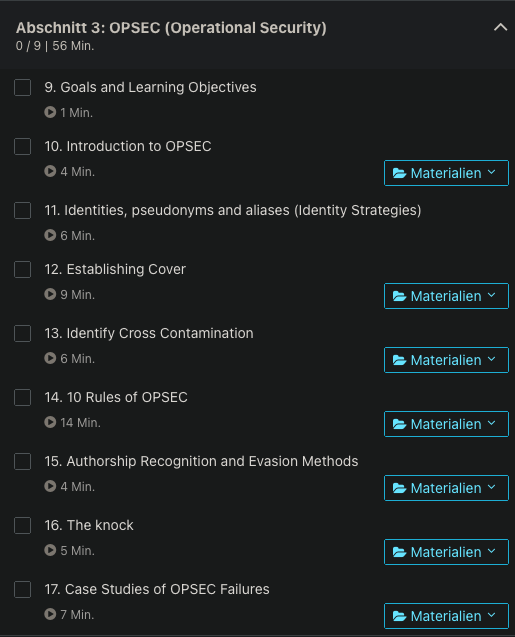 Abschnitt 3: OPSEC (Operational Security)
0 / 9 | 56 Min.
9. Goals and Learning Objectives
1 Min.
10. Introduction to OPSEC
4 Min.
Materialien
11. Identities, pseudonyms and aliases (Identity Strategies)
6 Min.
12. Establishing Cover
9 Min.
Materialien
13. Identify Cross Contamination
6 Min.
Materialien
14. 10 Rules of OPSEC
14 Min.
Materialien
15. Authorship Recognition and Evasion Methods
4 Min.
Materialien
16. The knock
5 Min.
Materialien
17. Case Studies of OPSEC Failures
7 Min.
Materialien